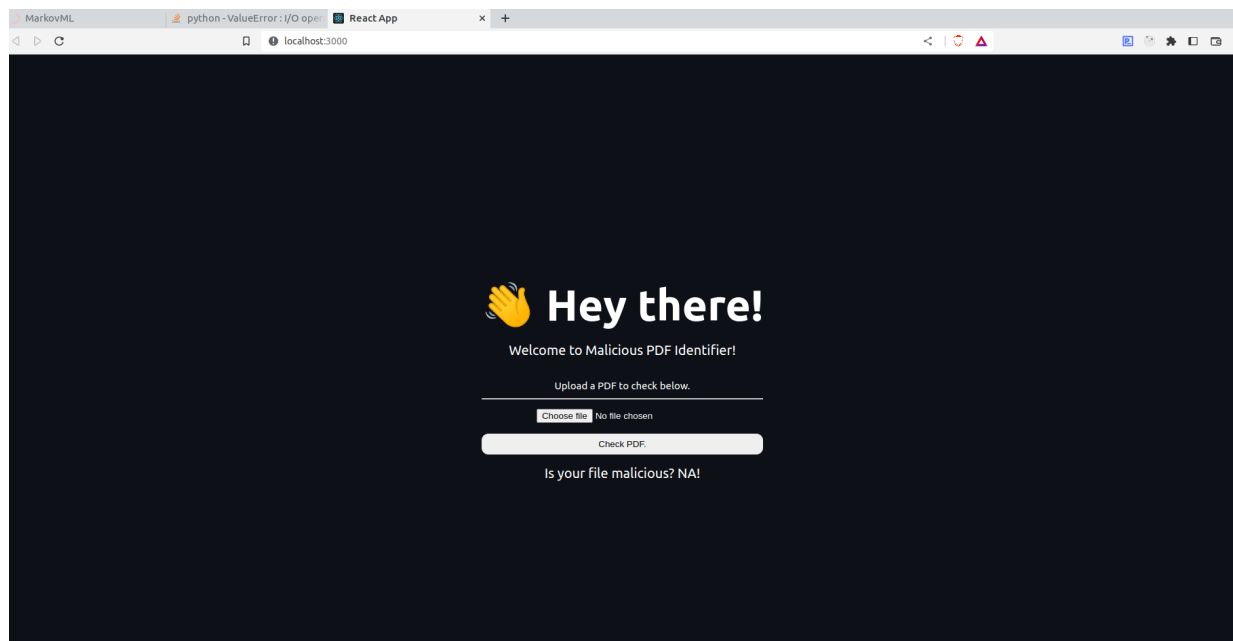 MarkovML
python - ValueError : I/O oper
React App
localhost:3000
👋 Hey there!
Welcome to Malicious PDF Identifier!
Upload a PDF to check below.
Choose file No file chosen
Check PDF.
Is your file malicious? NA!